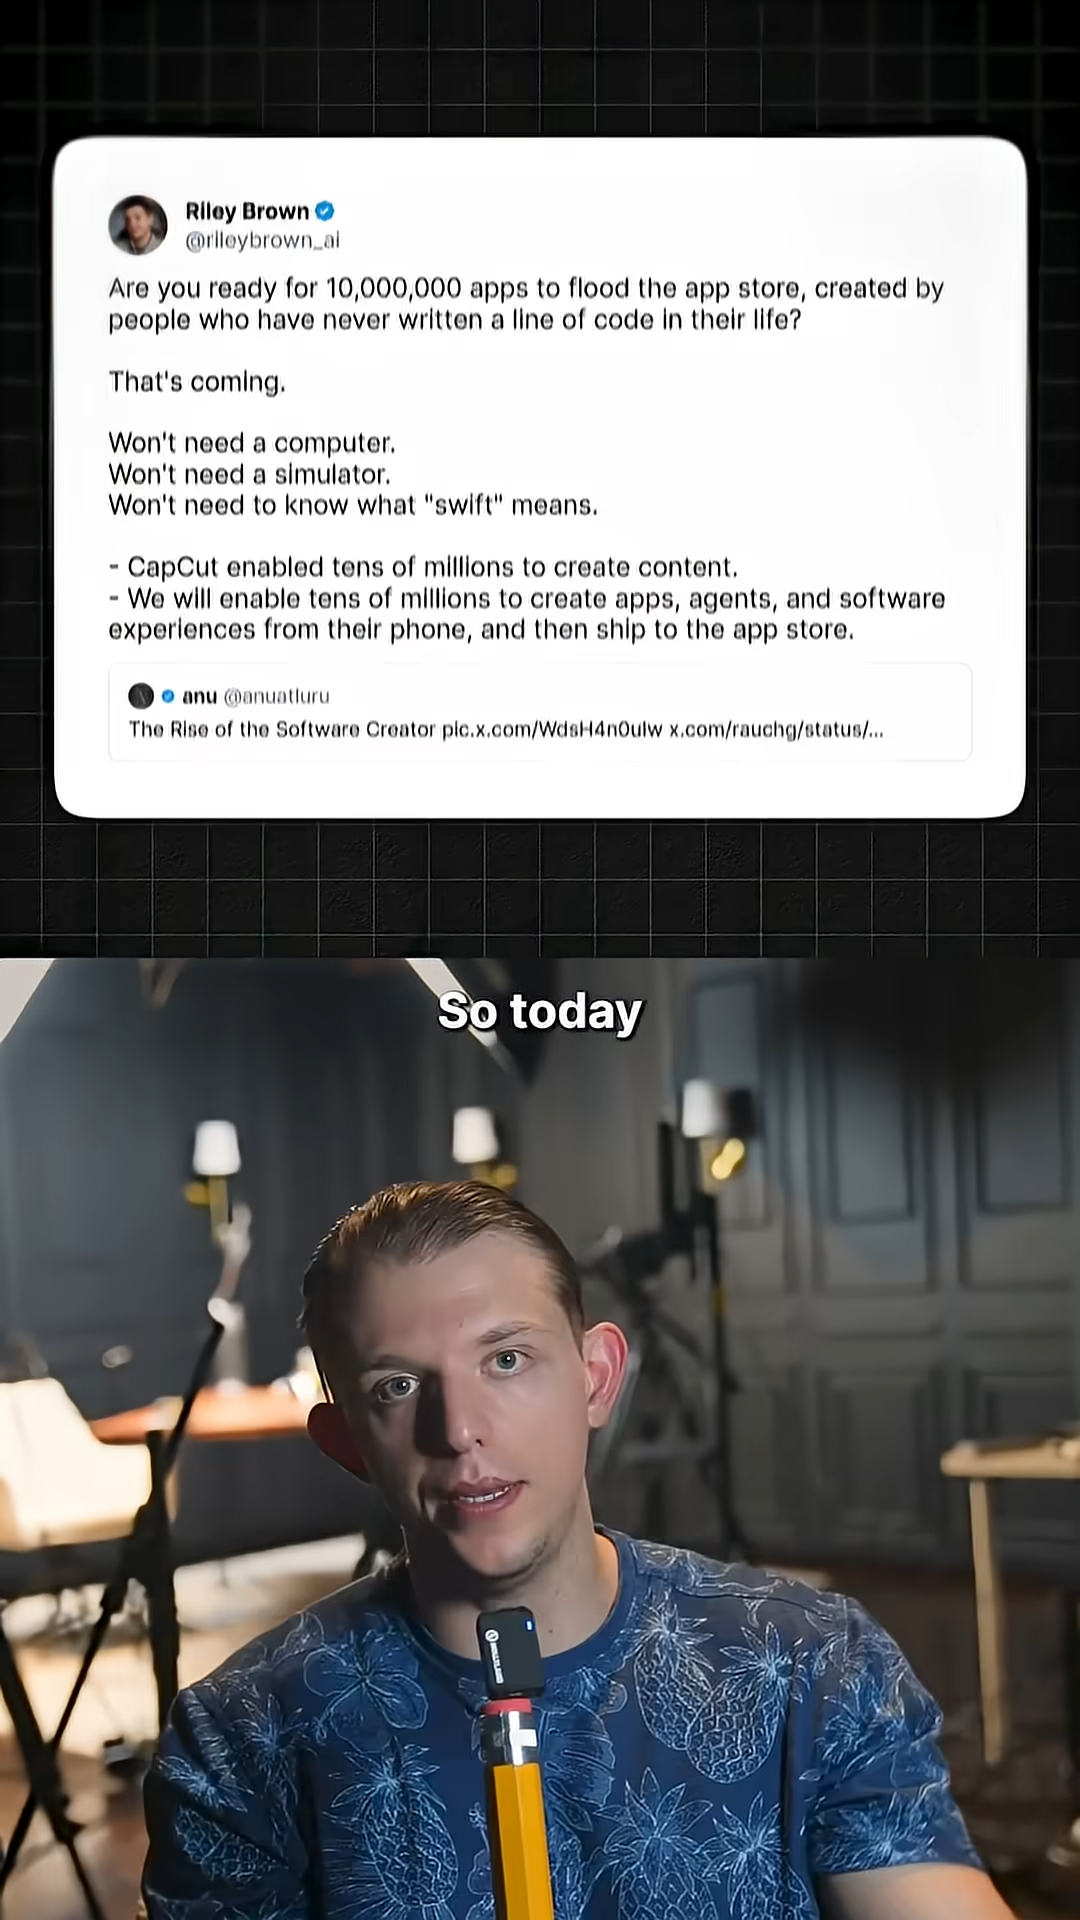 Riley Brown
@rileybrown_ai
Are you ready for 10,000,000 apps to flood the app store, created by
people who have never written a line of code in their life?
That's coming.
Won't need a computer.
Won't need a simulator.
Won't need to know what "swift" means.
- CapCut enabled tens of millions to create content.
- We will enable tens of millions to create apps, agents, and software
experiences from their phone, and then ship to the app store.
anu @anuatluru
The Rise of the Software Creator pic.x.com/WdsH4n0ulw x.com/rauchg/status/...
So today